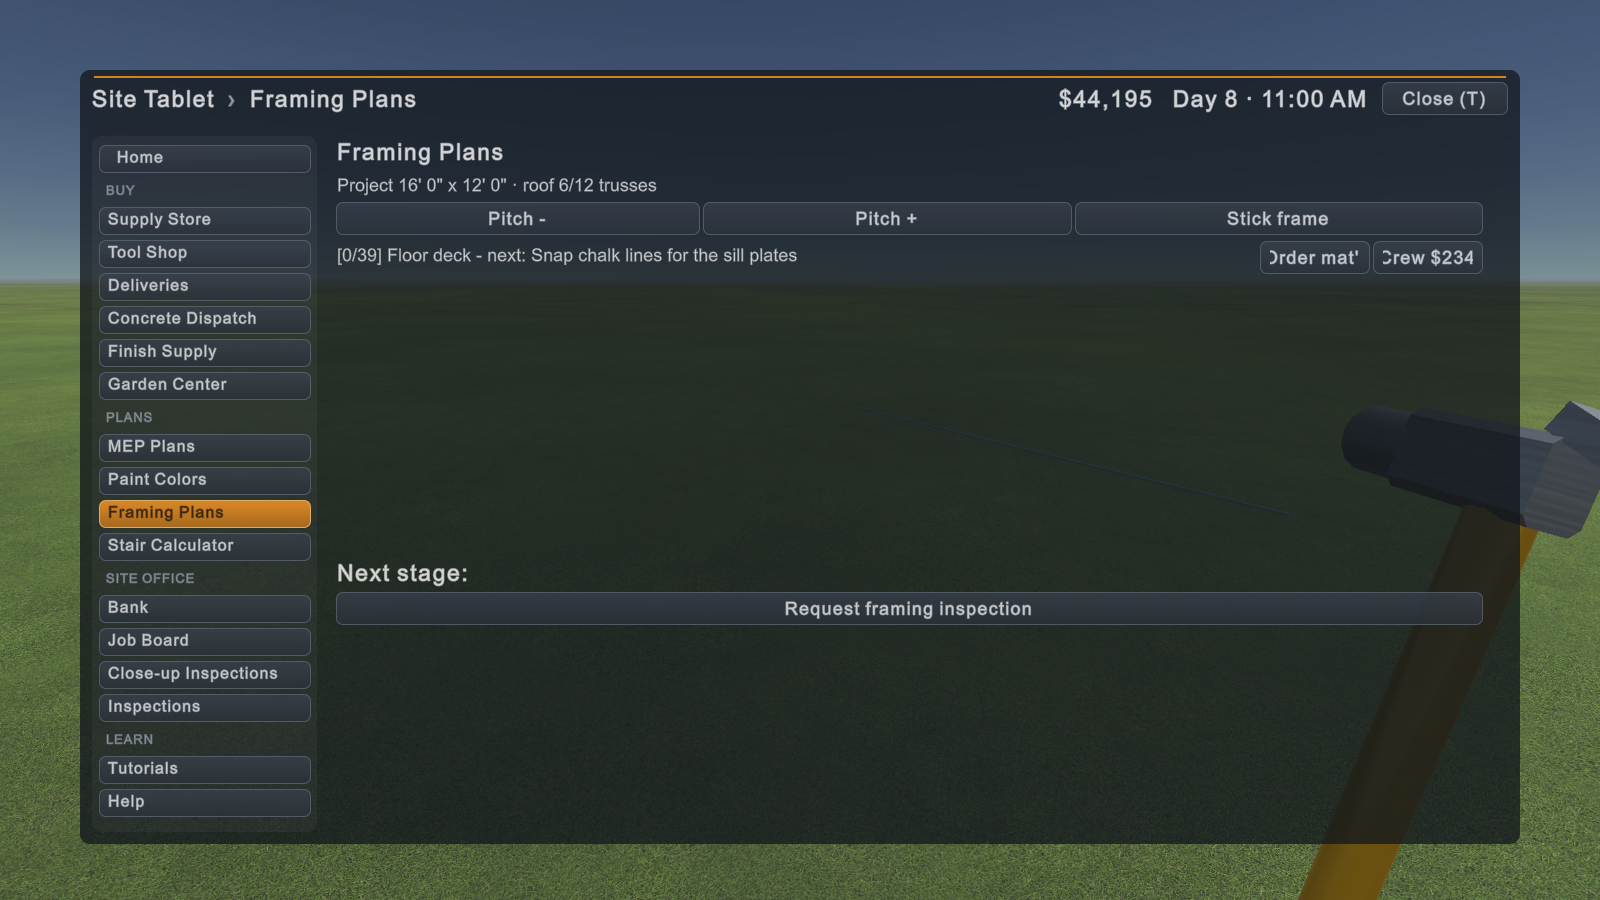 Site Tablet › Framing Plans
$44,195 Day 8 · 11:00 AM Close (T)
Home
BUY
Supply Store
Tool Shop
Deliveries
Concrete Dispatch
Finish Supply
Garden Center
PLANS
MEP Plans
Paint Colors
Framing Plans
Stair Calculator
SITE OFFICE
Bank
Job Board
Close-up Inspections
Inspections
LEARN
Tutorials
Help
Framing Plans
Project 16' 0" x 12' 0" · roof 6/12 trusses
Pitch - Pitch + Stick frame
[0/39] Floor deck - next: Snap chalk lines for the sill plates
Order mat' Crew $234
Next stage:
Request framing inspection